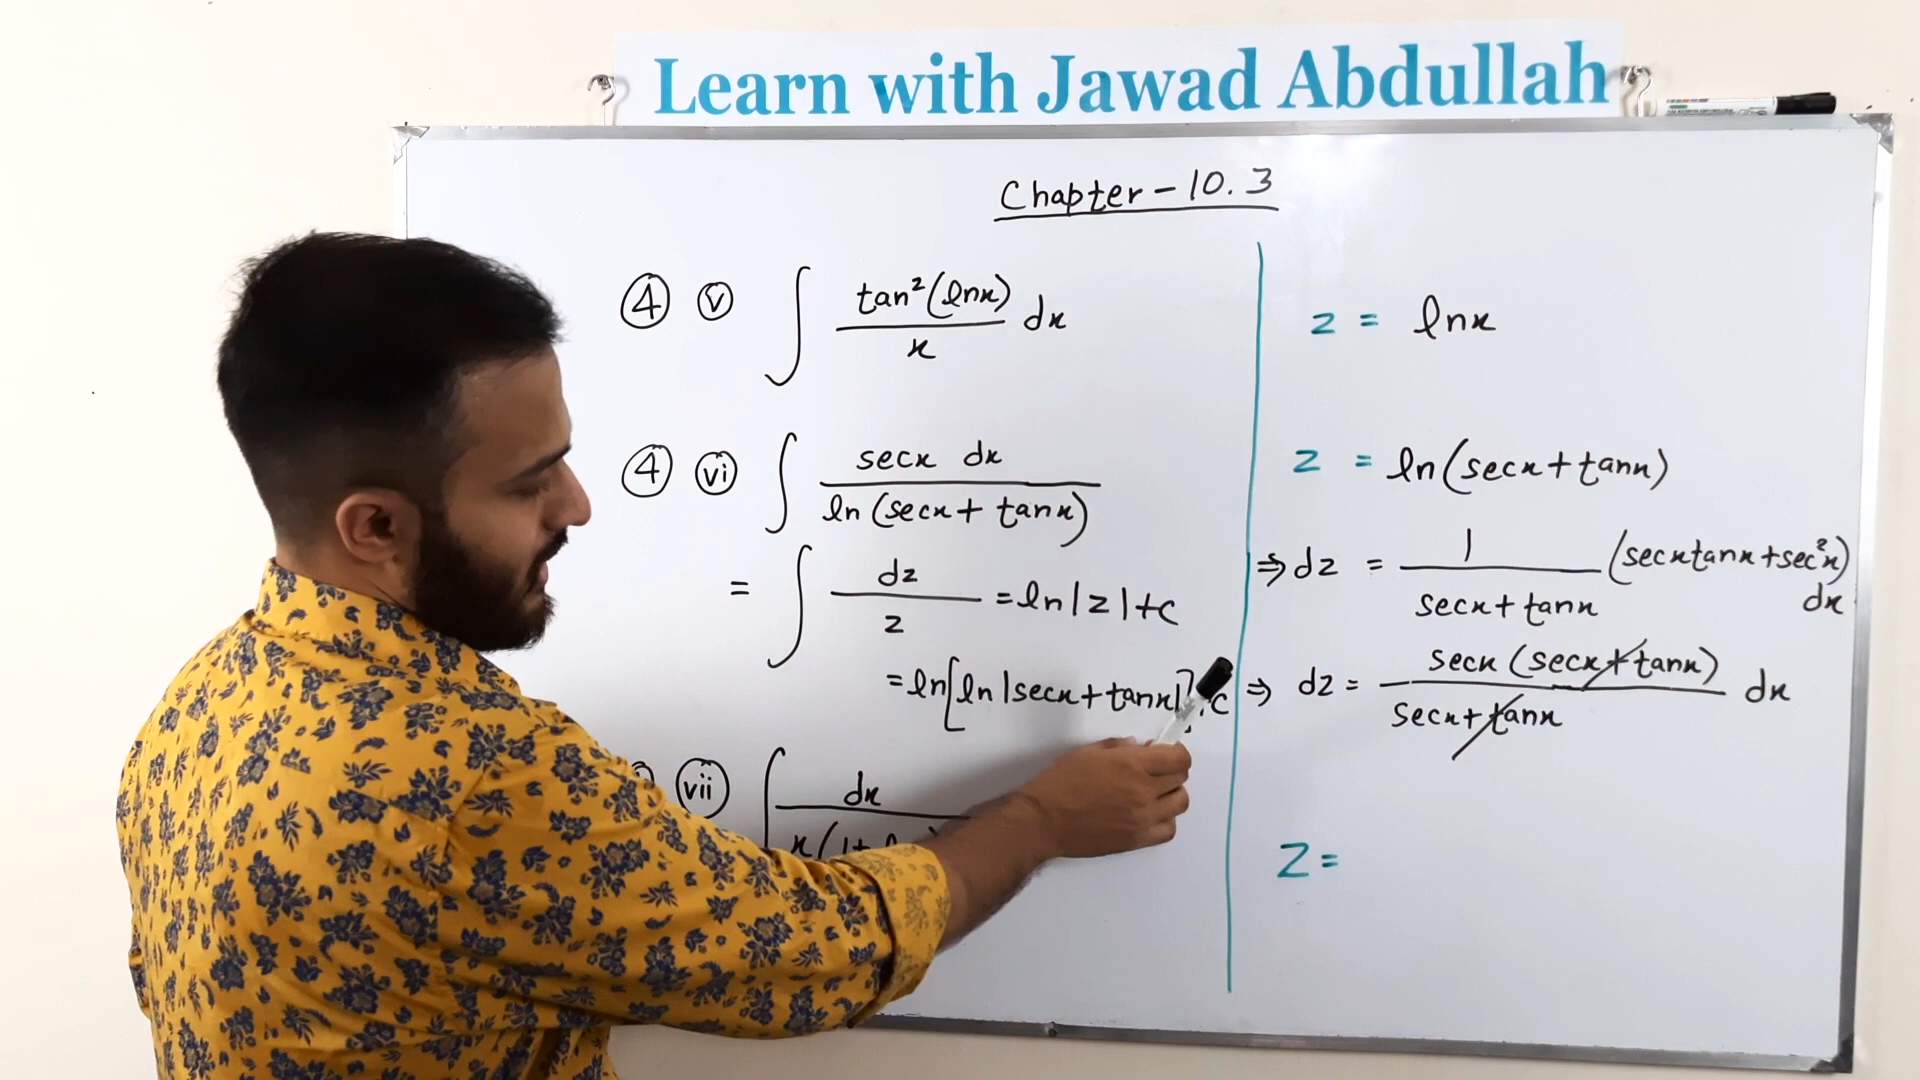 Learn with Jawad Abdullah
Chapter - 10.3
④ ⓥ ∫ tan²(lnx) / x dx
z = lnx
④ ⓥⓘ ∫ secx dx / ln(secx + tanx)
= ∫ dz / z = ln|z|+c
= ln[ln|secx+tanx|] +c
vii ∫ dx / x(1+
z = ln(secx+tanx)
⇒ dz = 1 / secx+tanx (secxtanx+sec²x) dx
⇒ dz = secx(secx+tanx) / secx+tanx dx
Z =